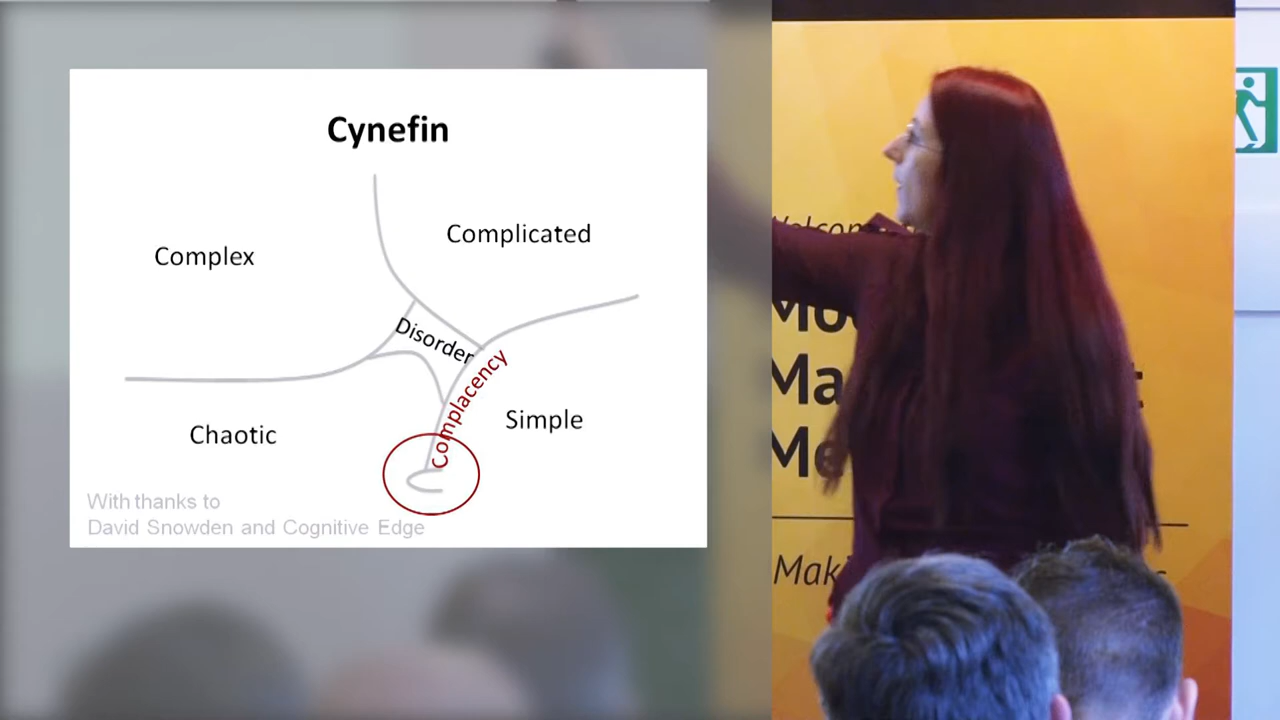 Cynefin
Complicated
Complex
Disorder
Complacency
Simple
Chaotic
With thanks to
David Snowden and Cognitive Edge